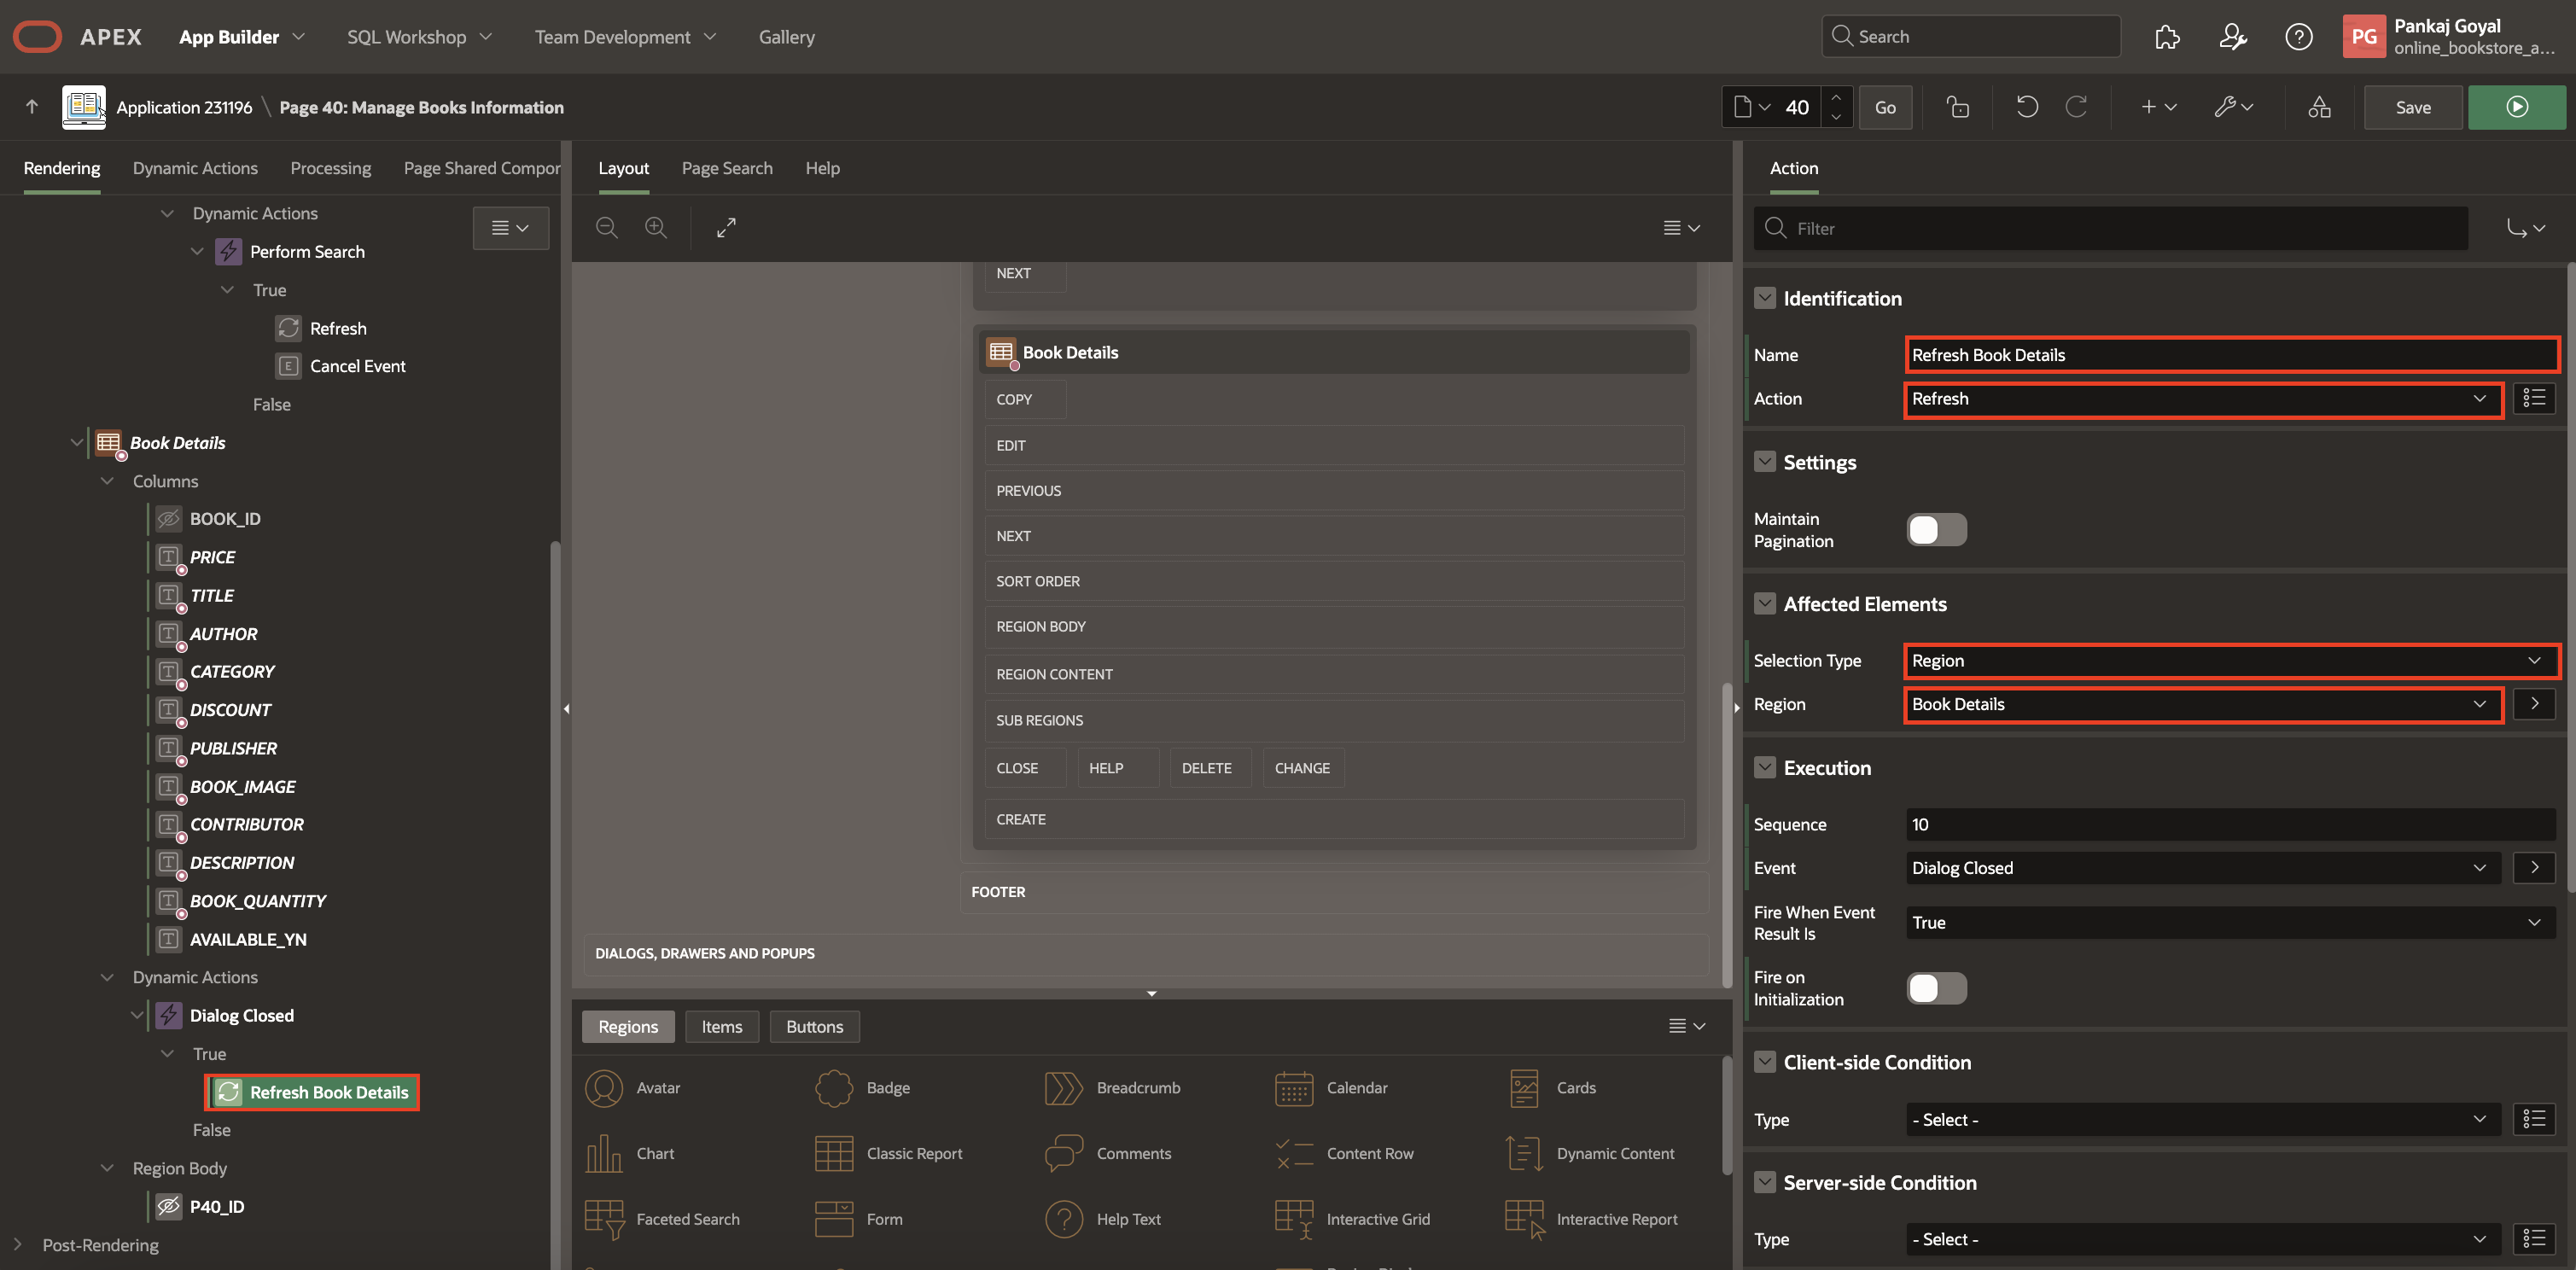 APEX App Builder SQL Workshop Team Development Gallery Search PG Pankaj Goyal
online_bookstore_a...
Application 231196 \ Page 40: Manage Books Information 40 Go Save
Rendering Dynamic Actions Processing Page Shared Compor
Dynamic Actions
Perform Search
True
Refresh
E Cancel Event
False
Book Details
Columns
BOOK_ID
PRICE
TITLE
AUTHOR
CATEGORY
DISCOUNT
PUBLISHER
BOOK_IMAGE
CONTRIBUTOR
DESCRIPTION
BOOK_QUANTITY
AVAILABLE_YN
Dynamic Actions
Dialog Closed
True
Refresh Book Details
False
Region Body
P40_ID
Post-Rendering
Layout Page Search Help
NEXT
Book Details
COPY
EDIT
PREVIOUS
NEXT
SORT ORDER
REGION BODY
REGION CONTENT
SUB REGIONS
CLOSE HELP DELETE CHANGE
CREATE
FOOTER
DIALOGS, DRAWERS AND POPUPS
Regions Items Buttons
Avatar Badge Breadcrumb Calendar Cards
Chart Classic Report Comments Content Row Dynamic Content
Faceted Search Form Help Text Interactive Grid Interactive Report
Action
Filter
Identification
Name Refresh Book Details
Action Refresh
Settings
Maintain
Pagination
Affected Elements
Selection Type Region
Region Book Details
Execution
Sequence 10
Event Dialog Closed
Fire When Event
Result Is True
Fire on
Initialization
Client-side Condition
Type - Select -
Server-side Condition
Type - Select -